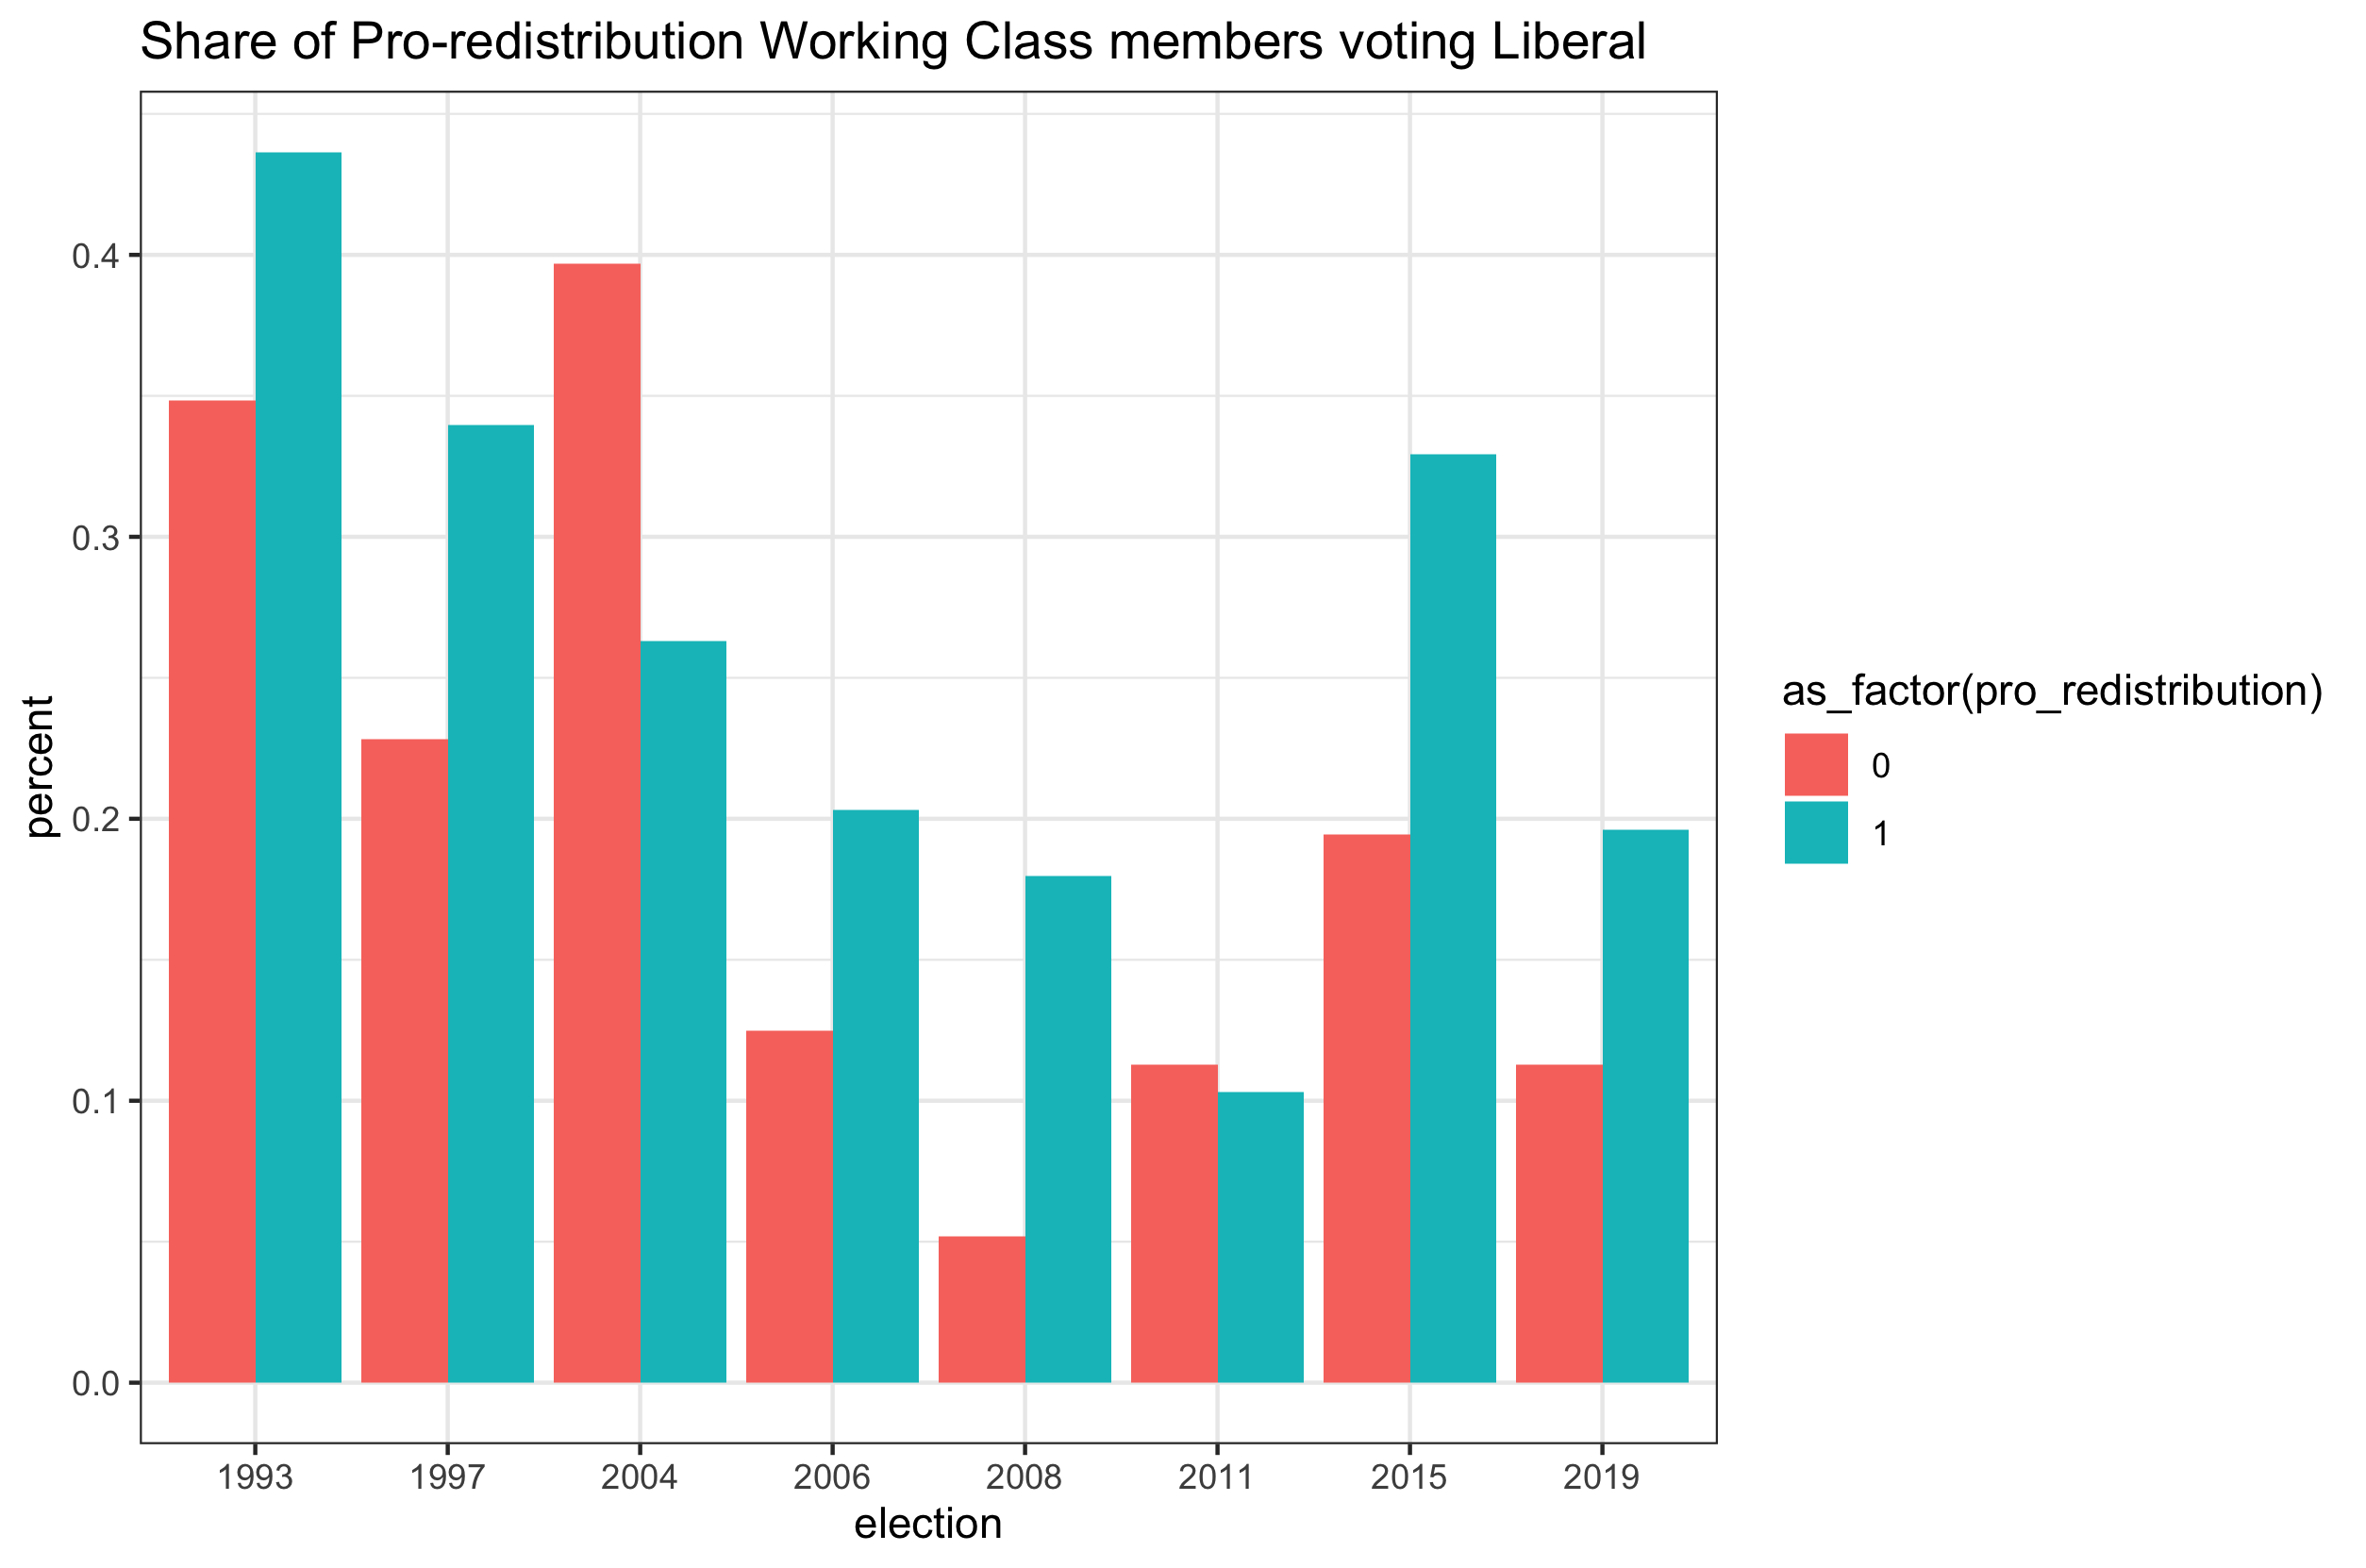 Share of Pro-redistribution Working Class members voting Liberal
percent
0.4
0.3
0.2
0.1
0.0
1993 1997 2004 2006 2008 2011 2015 2019
election
as_factor(pro_redistribution)
0
1